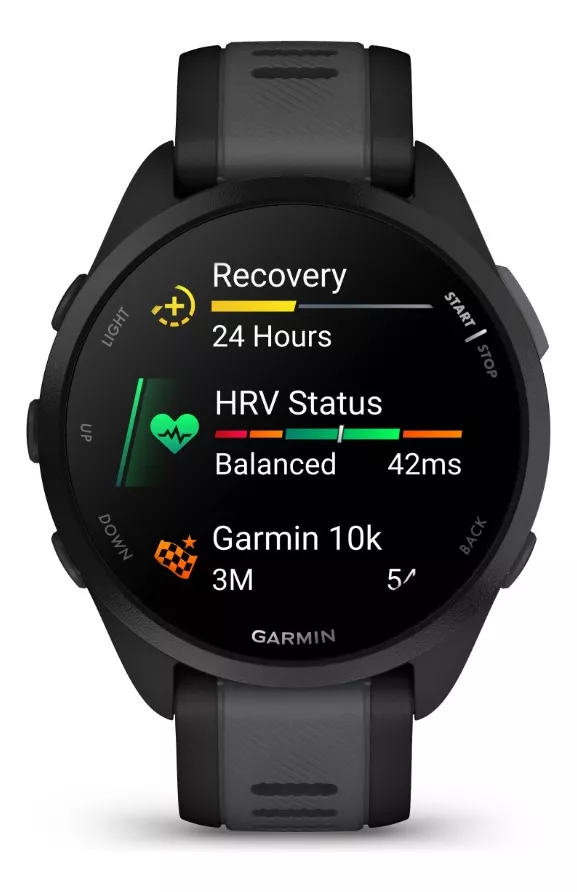 Recovery
24 Hours
HRV Status
Balanced 42ms
Garmin 10k
3M
GARMIN
LIGHT
UP
DOWN
START
STOP
BACK